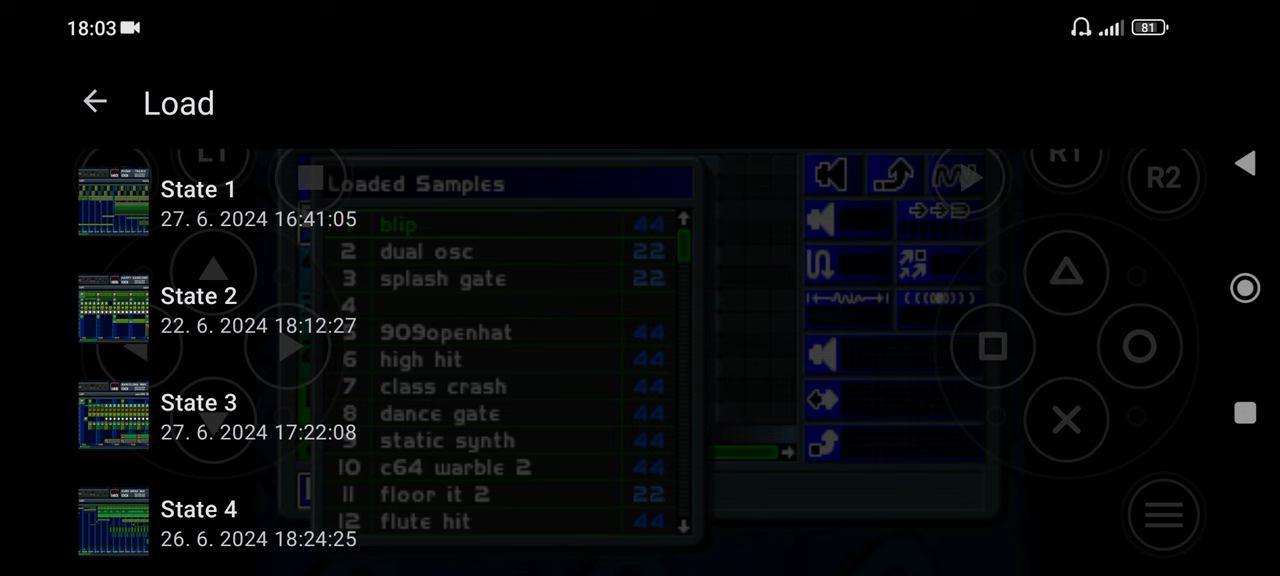 18:03
81
Load
L1
R1
R2
State 1
27. 6. 2024 16:41:05
State 2
22. 6. 2024 18:12:27
State 3
27. 6. 2024 17:22:08
State 4
26. 6. 2024 18:24:25
Loaded Samples
blip 44
2 dual osc 22
3 splash gate 22
4
5 909openhat 44
6 high hit 44
7 class crash 44
8 dance gate 44
9 static synth 44
10 c64 warble 2 44
11 floor it 2 22
12 flute hit 44